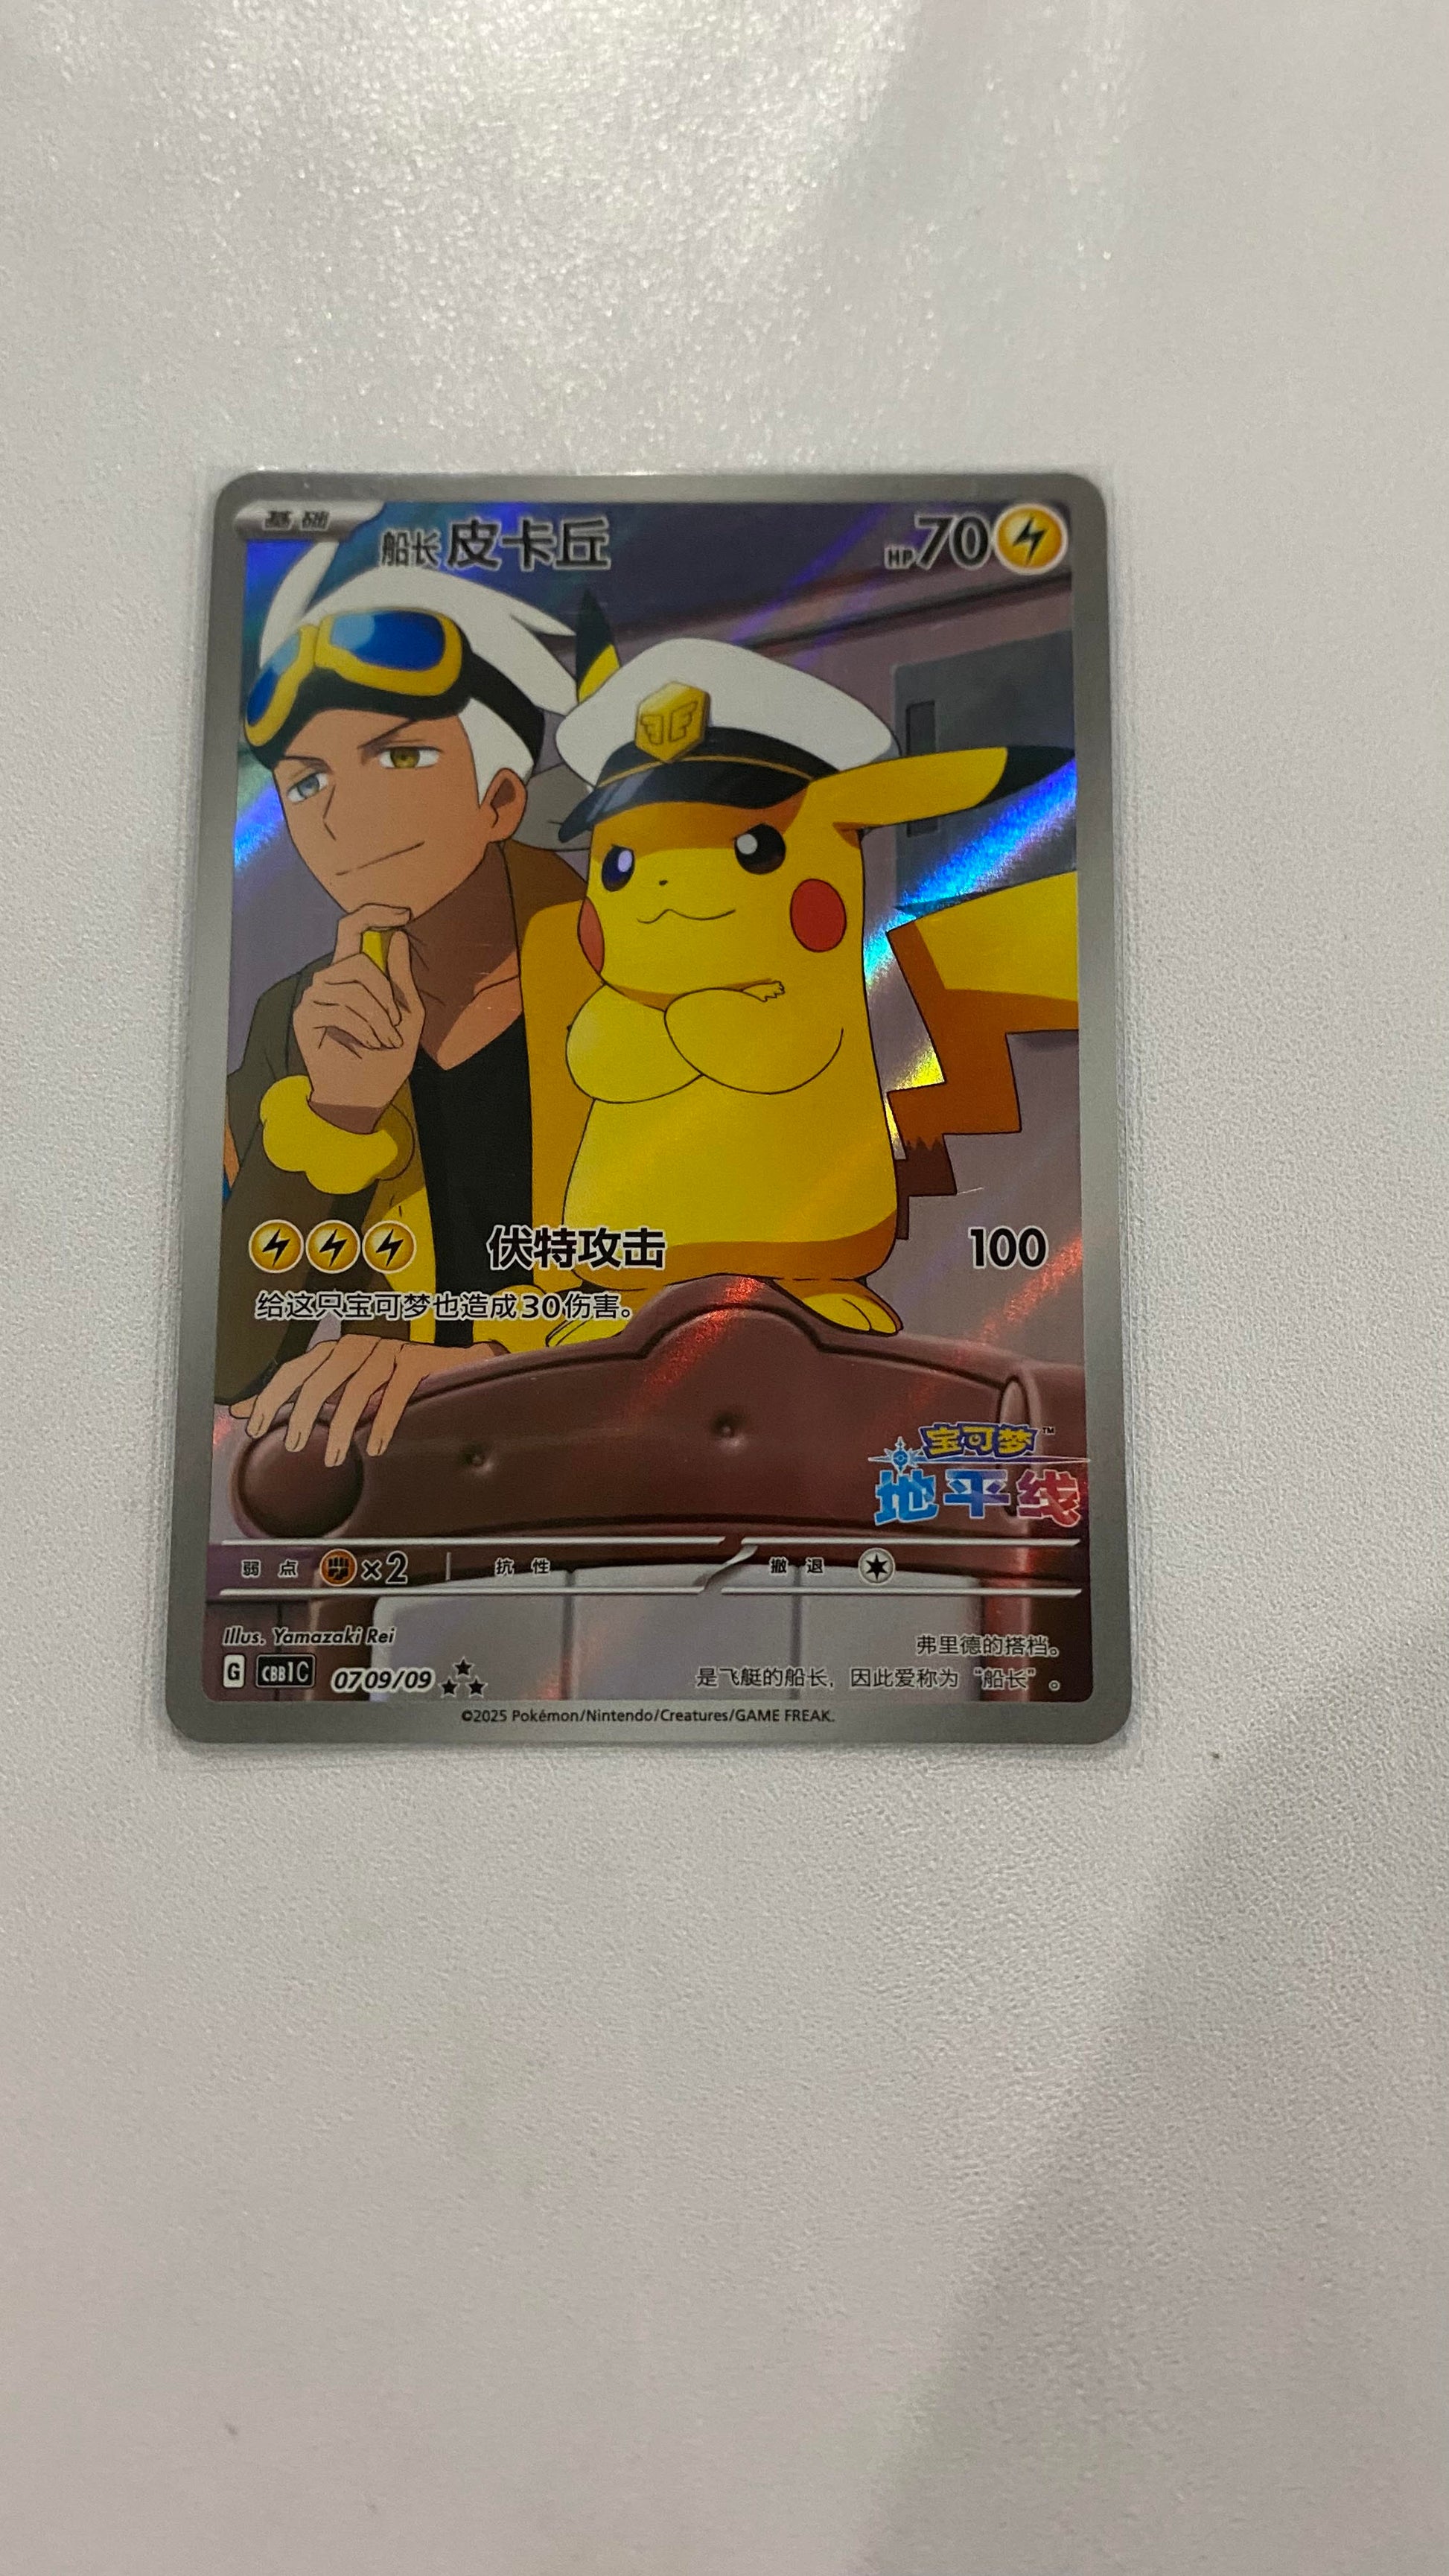 基础
船长皮卡丘
HP70
伏特攻击 100
给这只宝可梦也造成30伤害。
宝可梦™
地平线
弱点 ×2 抗性 撤退
Illus. Yamazaki Rei
弗里德的搭档。
是飞艇的船长，因此爱称为“船长”。
G CBB1C 0709/09
©2025 Pokémon/Nintendo/Creatures/GAME FREAK.